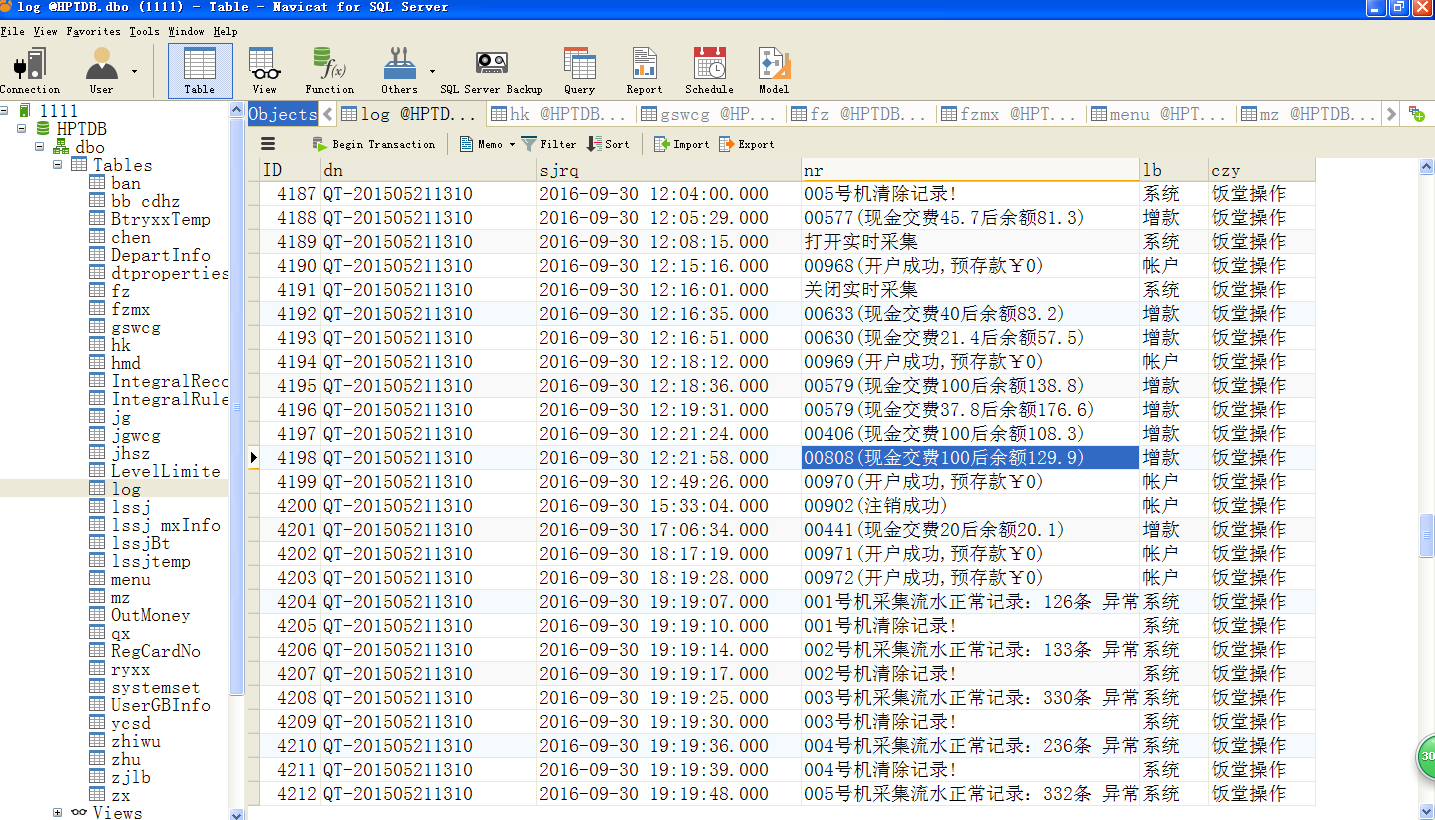 log @HPTDB.dbo (1111) - Table - Navicat for SQL Server
File View Favorites Tools Window Help
Connection User Table View Function Others SQL Server Backup Query Report Schedule Model
1111
HPTDB
dbo
Tables
ban
bb_cdhz
BtryxxTemp
chen
DepartInfo
dtproperties
fz
fzmx
gswcg
hk
hmd
IntegralReco
IntegralRule
jg
jgwcg
jhsz
LevelLimite
log
lssj
lssj_mxInfo
lssjBt
lssjtemp
menu
mz
OutMoney
qx
RegCardNo
ryxx
systemset
UserGBInfo
ycsd
zhiwu
zhu
zjlb
zx
Views
Objects log @HPTD... hk @HPTDB... gswcg @HP... fz @HPTDB... fzmx @HPT... menu @HPT... mz @HPTDB...
Begin Transaction Memo Filter Sort Import Export
ID dn sjrq nr lb czy
4187 QT-201505211310 2016-09-30 12:04:00.000 005号机清除记录! 系统 饭堂操作
4188 QT-201505211310 2016-09-30 12:05:29.000 00577(现金交费45.7后余额81.3) 增款 饭堂操作
4189 QT-201505211310 2016-09-30 12:08:15.000 打开实时采集 系统 饭堂操作
4190 QT-201505211310 2016-09-30 12:15:16.000 00968(开户成功,预存款￥0) 帐户 饭堂操作
4191 QT-201505211310 2016-09-30 12:16:01.000 关闭实时采集 系统 饭堂操作
4192 QT-201505211310 2016-09-30 12:16:35.000 00633(现金交费40后余额83.2) 增款 饭堂操作
4193 QT-201505211310 2016-09-30 12:16:51.000 00630(现金交费21.4后余额57.5) 增款 饭堂操作
4194 QT-201505211310 2016-09-30 12:18:12.000 00969(开户成功,预存款￥0) 帐户 饭堂操作
4195 QT-201505211310 2016-09-30 12:18:36.000 00579(现金交费100后余额138.8) 增款 饭堂操作
4196 QT-201505211310 2016-09-30 12:19:31.000 00579(现金交费37.8后余额176.6) 增款 饭堂操作
4197 QT-201505211310 2016-09-30 12:21:24.000 00406(现金交费100后余额108.3) 增款 饭堂操作
4198 QT-201505211310 2016-09-30 12:21:58.000 00808(现金交费100后余额129.9) 增款 饭堂操作
4199 QT-201505211310 2016-09-30 12:49:26.000 00970(开户成功,预存款￥0) 帐户 饭堂操作
4200 QT-201505211310 2016-09-30 15:33:04.000 00902(注销成功) 帐户 饭堂操作
4201 QT-201505211310 2016-09-30 17:06:34.000 00441(现金交费20后余额20.1) 增款 饭堂操作
4202 QT-201505211310 2016-09-30 18:17:19.000 00971(开户成功,预存款￥0) 帐户 饭堂操作
4203 QT-201505211310 2016-09-30 18:19:28.000 00972(开户成功,预存款￥0) 帐户 饭堂操作
4204 QT-201505211310 2016-09-30 19:19:07.000 001号机采集流水正常记录: 126条 异常 系统 饭堂操作
4205 QT-201505211310 2016-09-30 19:19:10.000 001号机清除记录! 系统 饭堂操作
4206 QT-201505211310 2016-09-30 19:19:14.000 002号机采集流水正常记录: 133条 异常 系统 饭堂操作
4207 QT-201505211310 2016-09-30 19:19:17.000 002号机清除记录! 系统 饭堂操作
4208 QT-201505211310 2016-09-30 19:19:25.000 003号机采集流水正常记录: 330条 异常 系统 饭堂操作
4209 QT-201505211310 2016-09-30 19:19:30.000 003号机清除记录! 系统 饭堂操作
4210 QT-201505211310 2016-09-30 19:19:36.000 004号机采集流水正常记录: 236条 异常 系统 饭堂操作
4211 QT-201505211310 2016-09-30 19:19:39.000 004号机清除记录! 系统 饭堂操作
4212 QT-201505211310 2016-09-30 19:19:48.000 005号机采集流水正常记录: 332条 异常 系统 饭堂操作
30